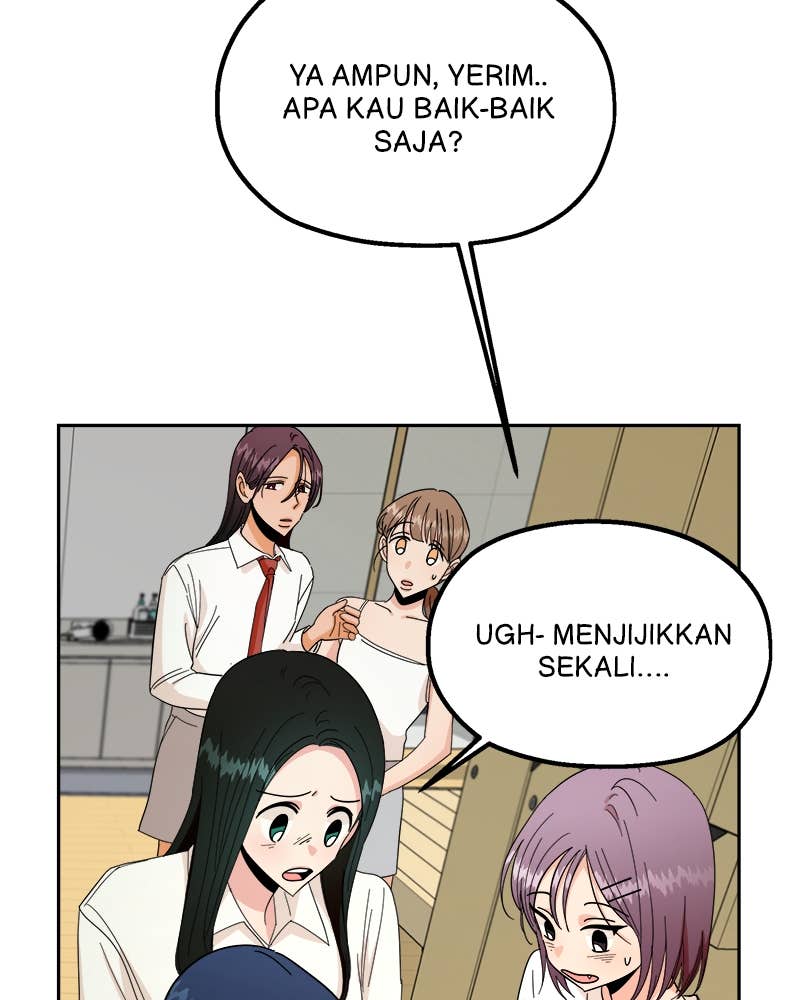 YA AMPUN, YERIM..
APA KAU BAIK-BAIK
SAJA?
UGH- MENJIJIKKAN
SEKALI....